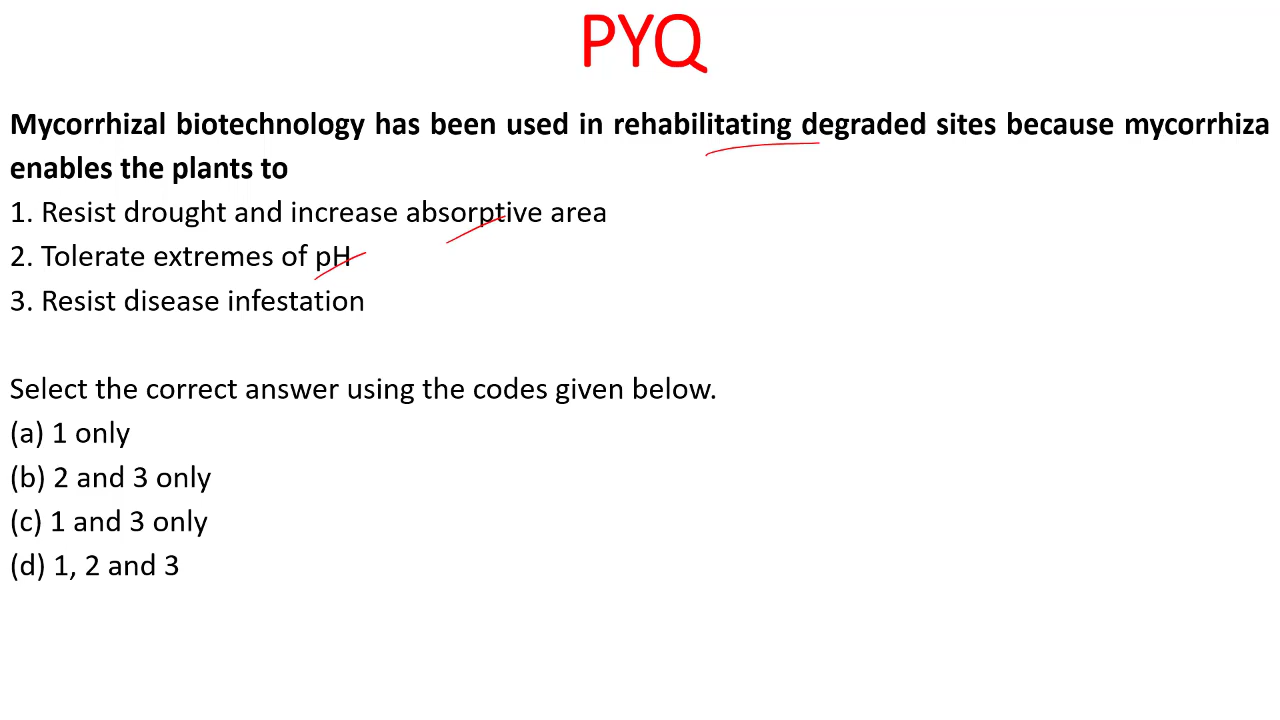 PYQ
Mycorrhizal biotechnology has been used in rehabilitating degraded sites because mycorrhiza
enables the plants to
1. Resist drought and increase absorptive area
2. Tolerate extremes of pH
3. Resist disease infestation
Select the correct answer using the codes given below.
(a) 1 only
(b) 2 and 3 only
(c) 1 and 3 only
(d) 1, 2 and 3